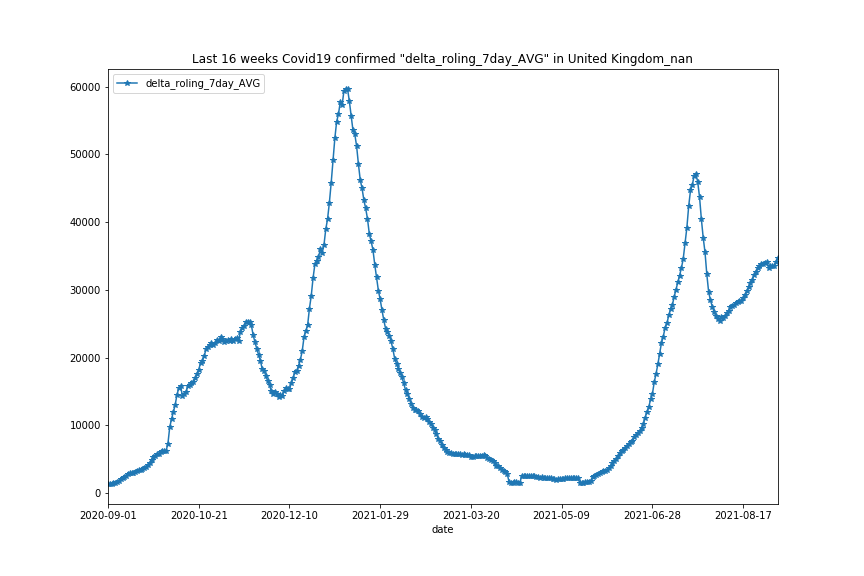 Last 16 weeks Covid19 confirmed "delta_roling_7day_AVG" in United Kingdom_nan
delta_roling_7day_AVG
60000
50000
40000
30000
20000
10000
0
2020-09-01 2020-10-21 2020-12-10 2021-01-29 2021-03-20 2021-05-09 2021-06-28 2021-08-17
date